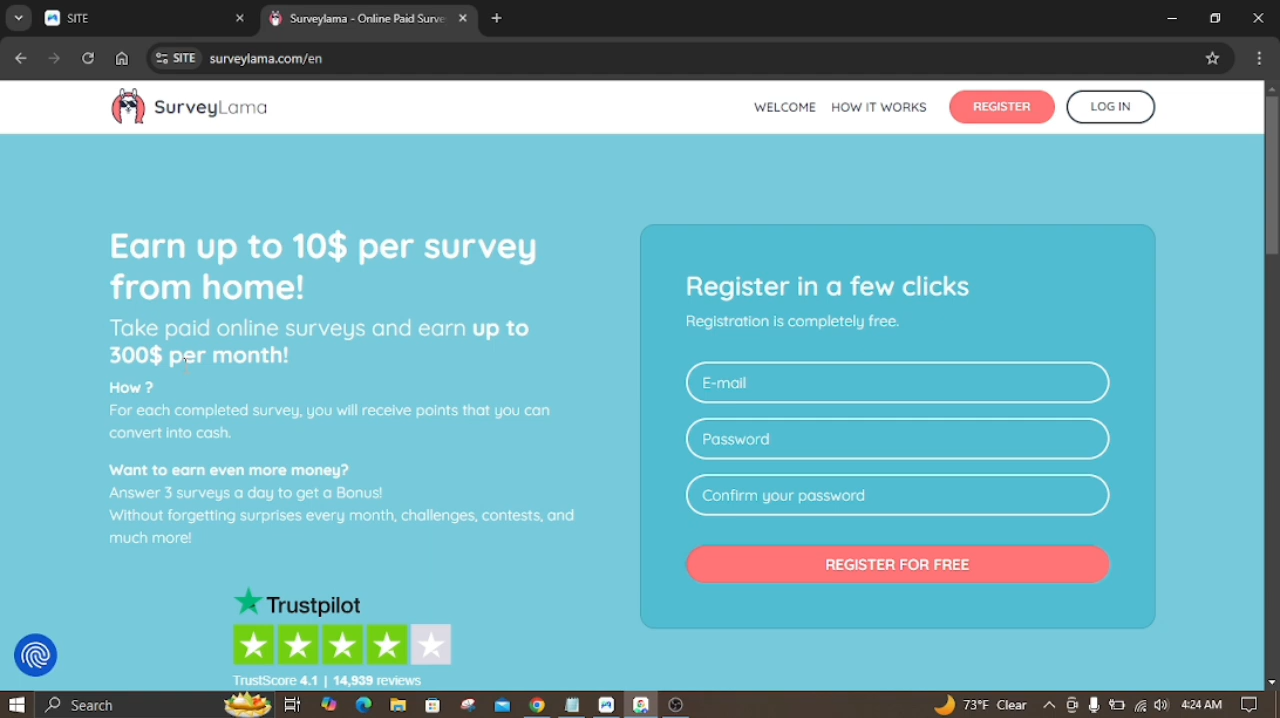 SITE
Surveylama - Online Paid Surve
SITE
surveylama.com/en
SurveyLama
WELCOME
HOW IT WORKS
REGISTER
LOG IN
Earn up to 10$ per survey
from home!
Take paid online surveys and earn up to
300$ per month!
How ?
For each completed survey, you will receive points that you can
convert into cash.
Want to earn even more money?
Answer 3 surveys a day to get a Bonus!
Without forgetting surprises every month, challenges, contests, and
much more!
Trustpilot
TrustScore 4.1 | 14,939 reviews
Register in a few clicks
Registration is completely free.
E-mail
Password
Confirm your password
REGISTER FOR FREE
Search
73°F Clear
4:24 AM